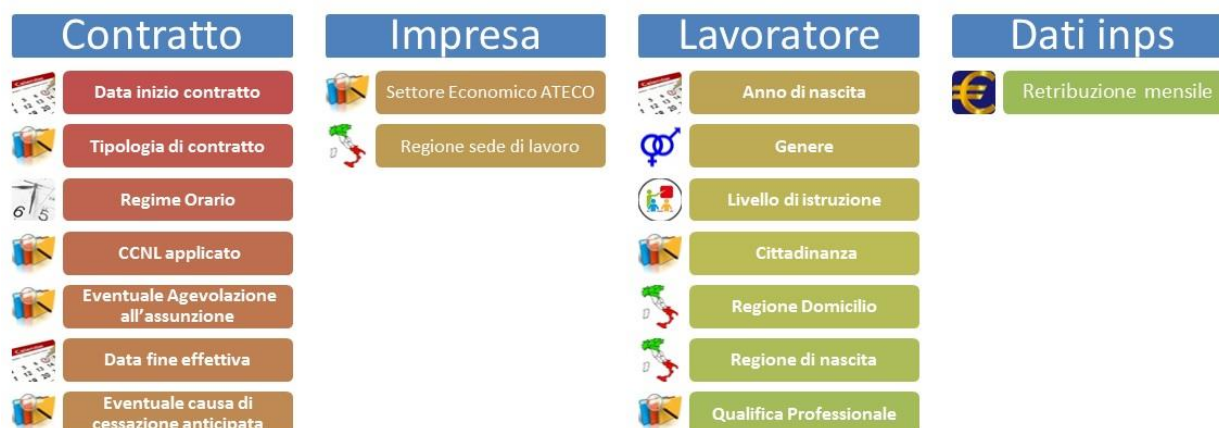 Contratto
Data inizio contratto
Tipologia di contratto
Regime Orario
CCNL applicato
Eventuale Agevolazione
all'assunzione
Data fine effettiva
Eventuale causa di
cessazione anticipata
Impresa
Settore Economico ATECO
Regione sede di lavoro
Lavoratore
Anno di nascita
Genere
Livello di istruzione
Cittadinanza
Regione Domicilio
Regione di nascita
Qualifica Professionale
Dati inps
Retribuzione mensile